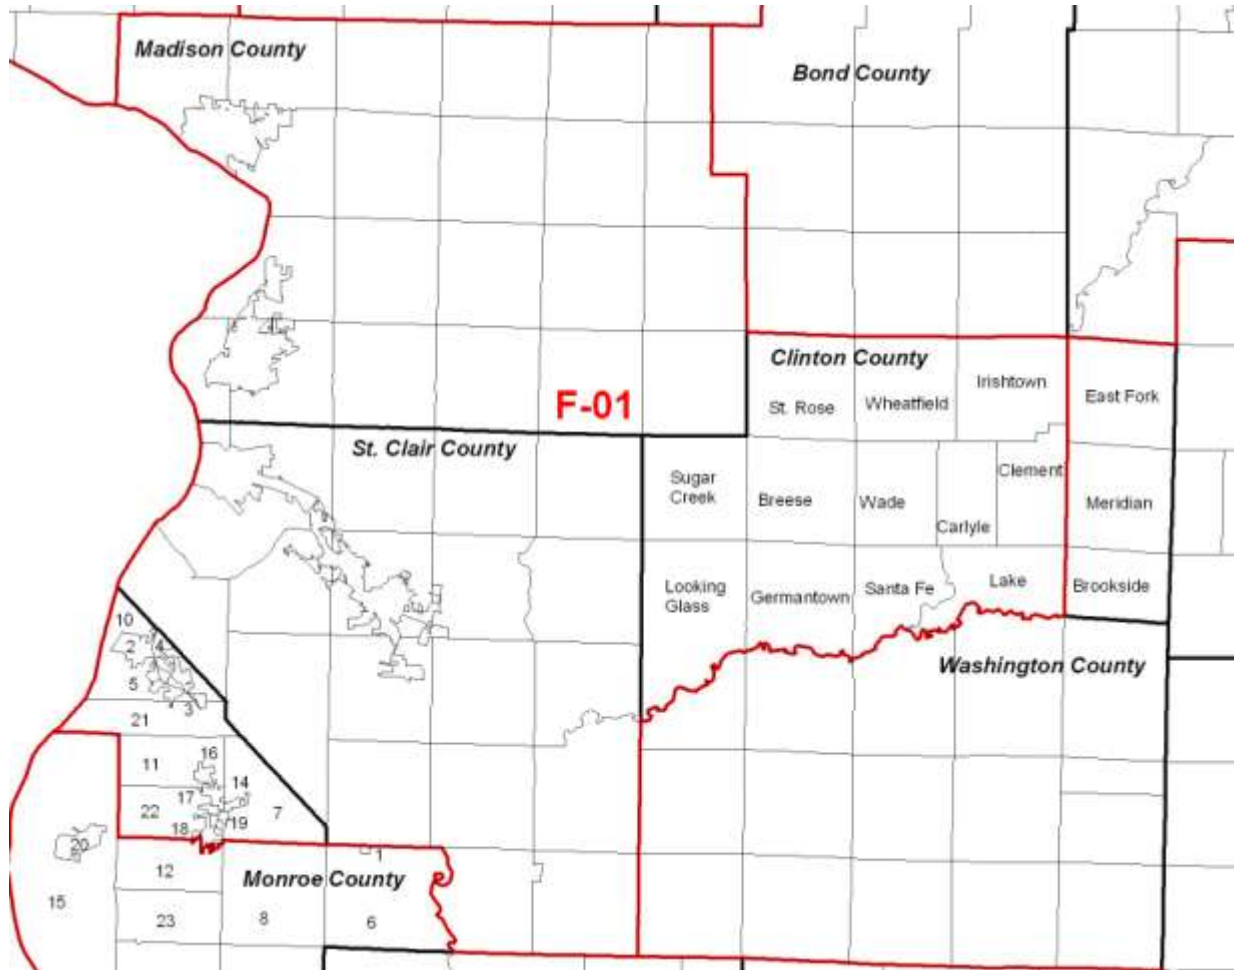 Madison County
Bond County
Clinton County
Irishtown
St. Rose
Wheatfield
East Fork
F-01
St. Clair County
Sugar
Creek
Breese
Wade
Clement
Meridian
Carlyle
Looking
Glass
Germantown
Santa Fe
Lake
Brookside
10
2
4
5
3
21
Washington County
16
11
14
17
22
7
18
19
20
1
12
Monroe County
15
23
8
6